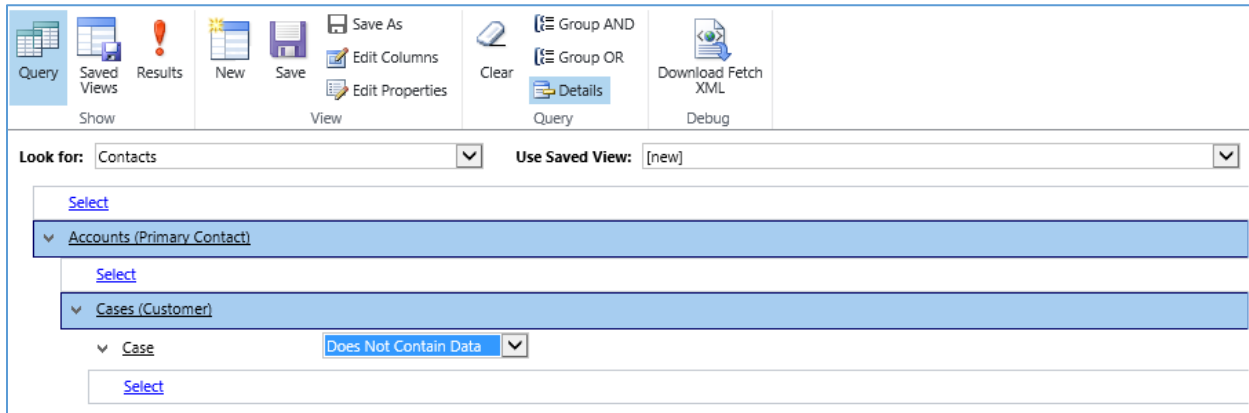 Query
Saved Views
Results
New
Save
Save As
Edit Columns
Edit Properties
Clear
Group AND
Group OR
Details
Download Fetch XML
Show
View
Query
Debug
Look for: Contacts Use Saved View: [new]
Select
Accounts (Primary Contact)
Select
Cases (Customer)
Case Does Not Contain Data
Select